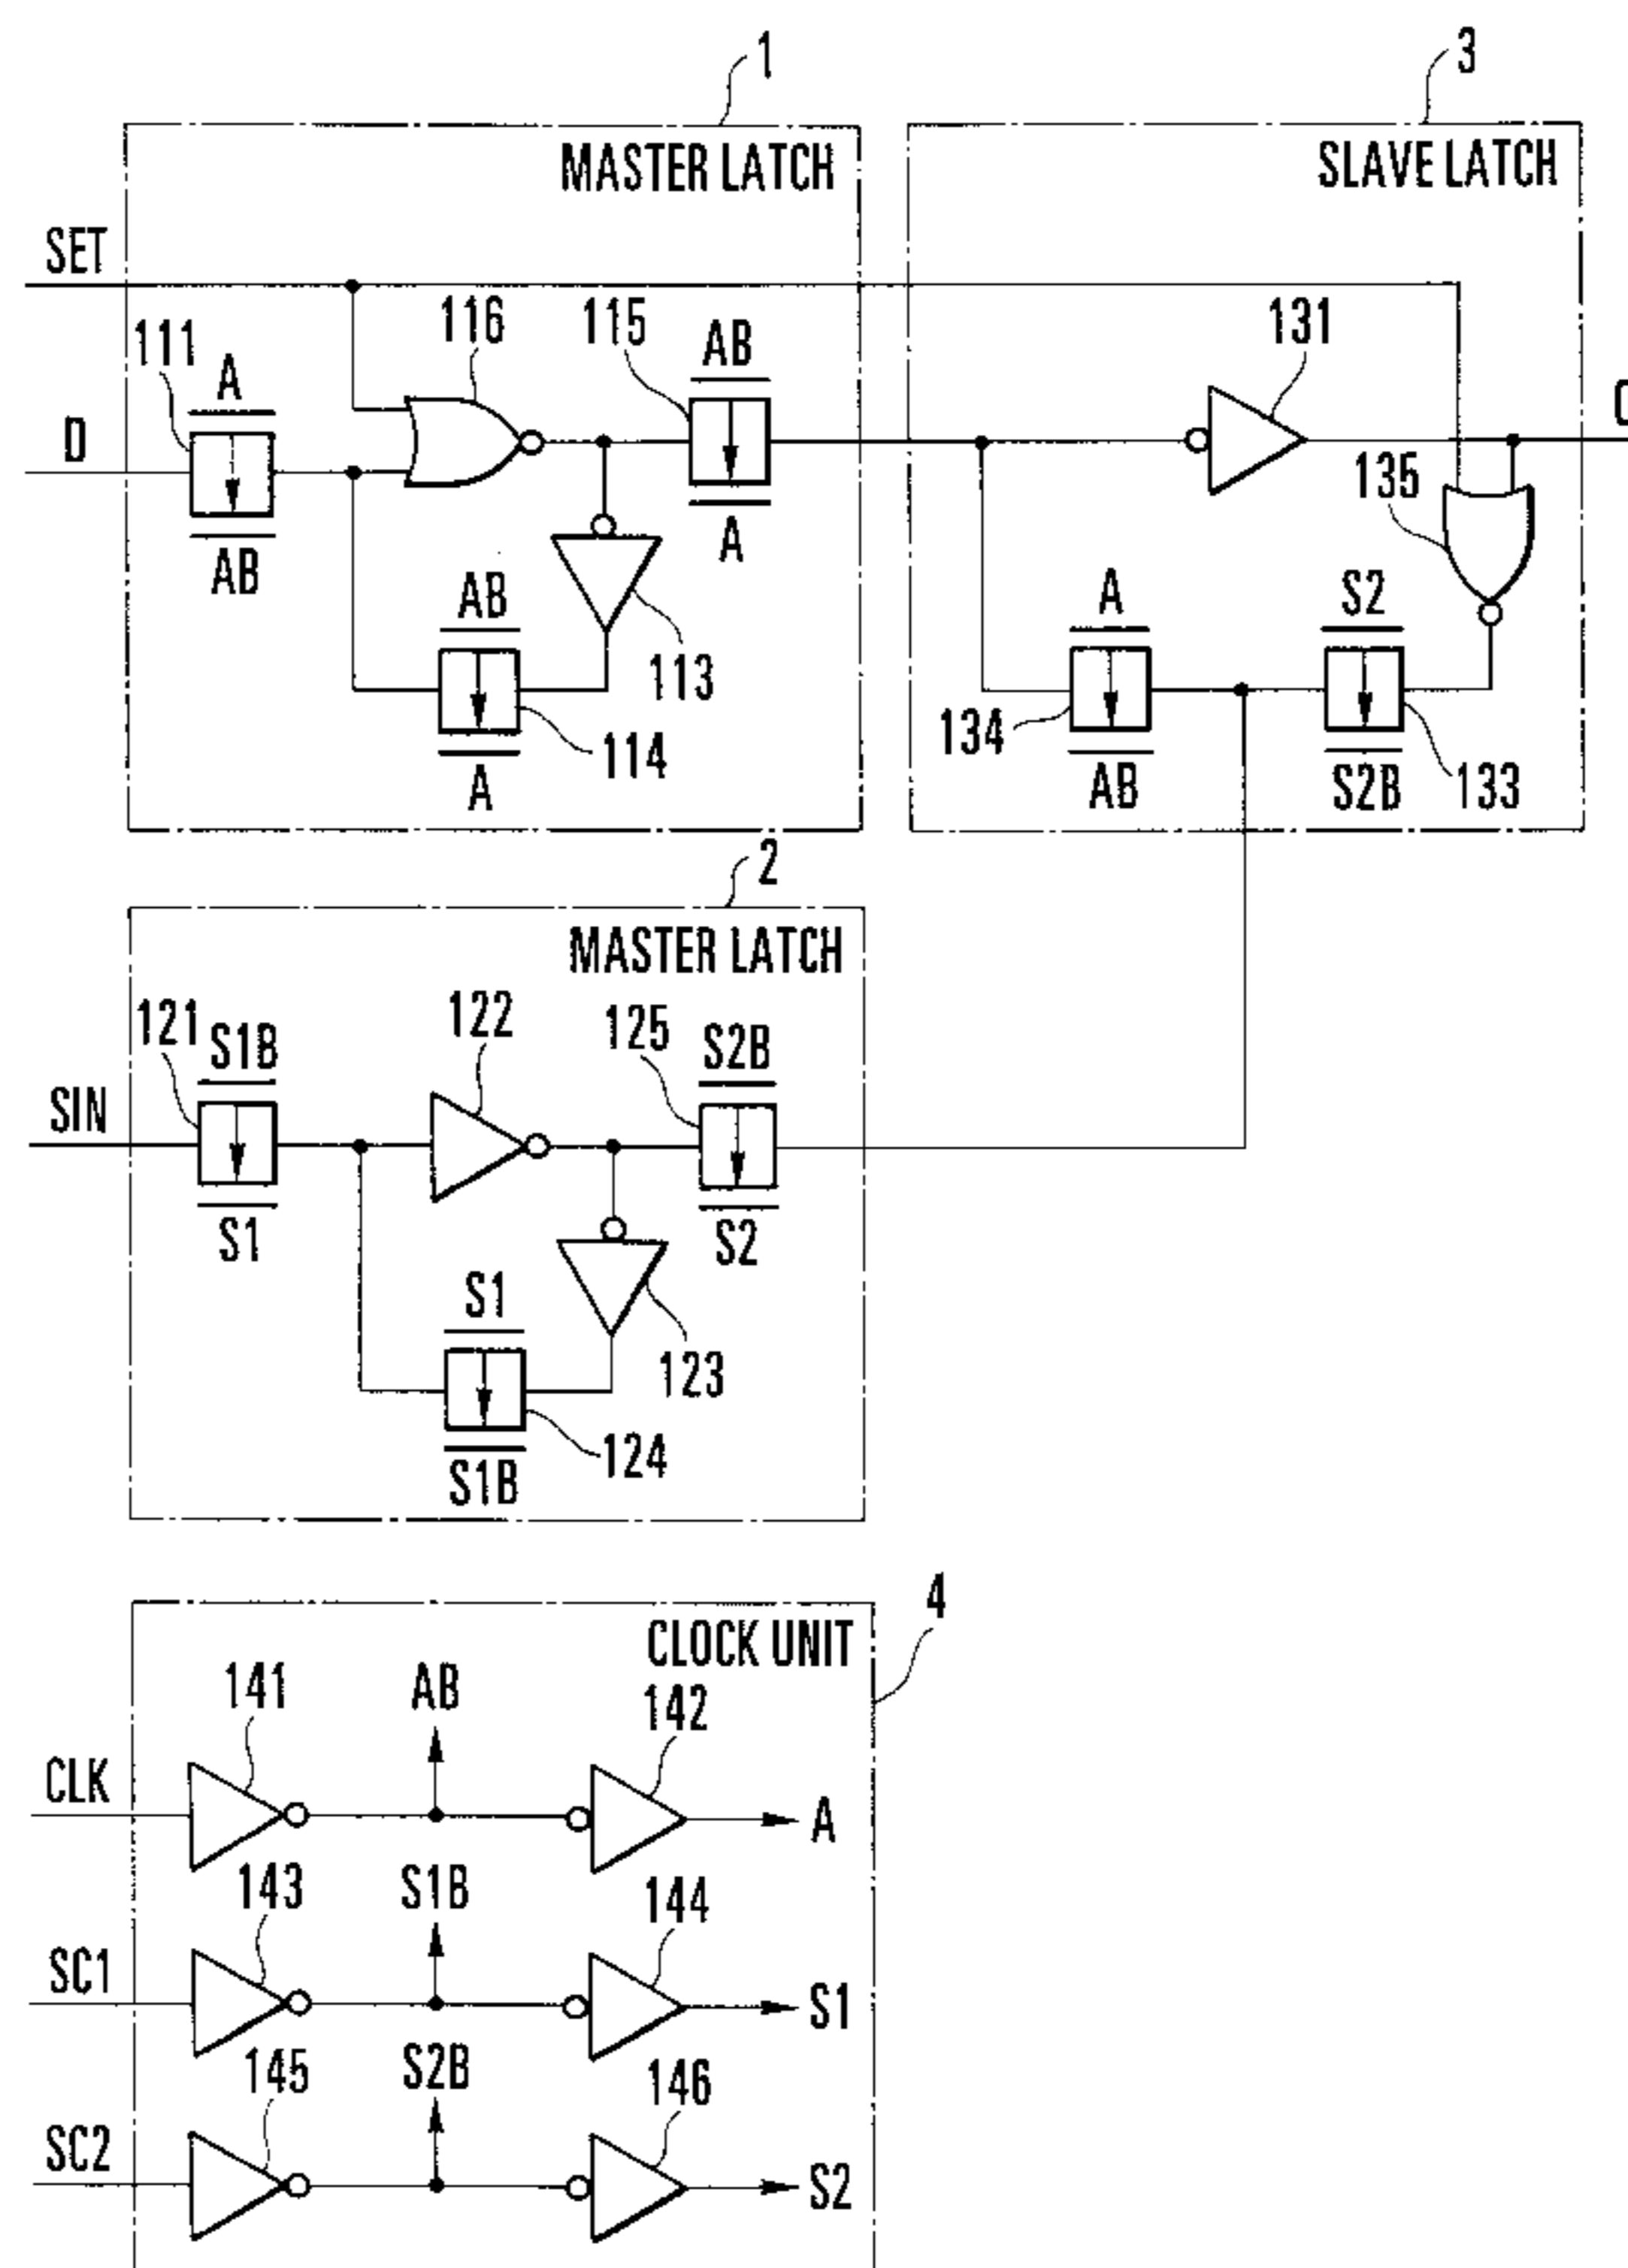 1
3
MASTER LATCH
SLAVE LATCH
SET
111
A
116
115
AB
131
D
AB
A
135
AB
A
113
114
A
A
134
AB
S2
S2B
133
2
MASTER LATCH
121
S1B
122
125
S2B
SIN
S1
S2
S1
123
124
S1B
4
CLOCK UNIT
141
AB
142
CLK
A
143
S1B
144
SC1
S1
145
S2B
146
SC2
S2